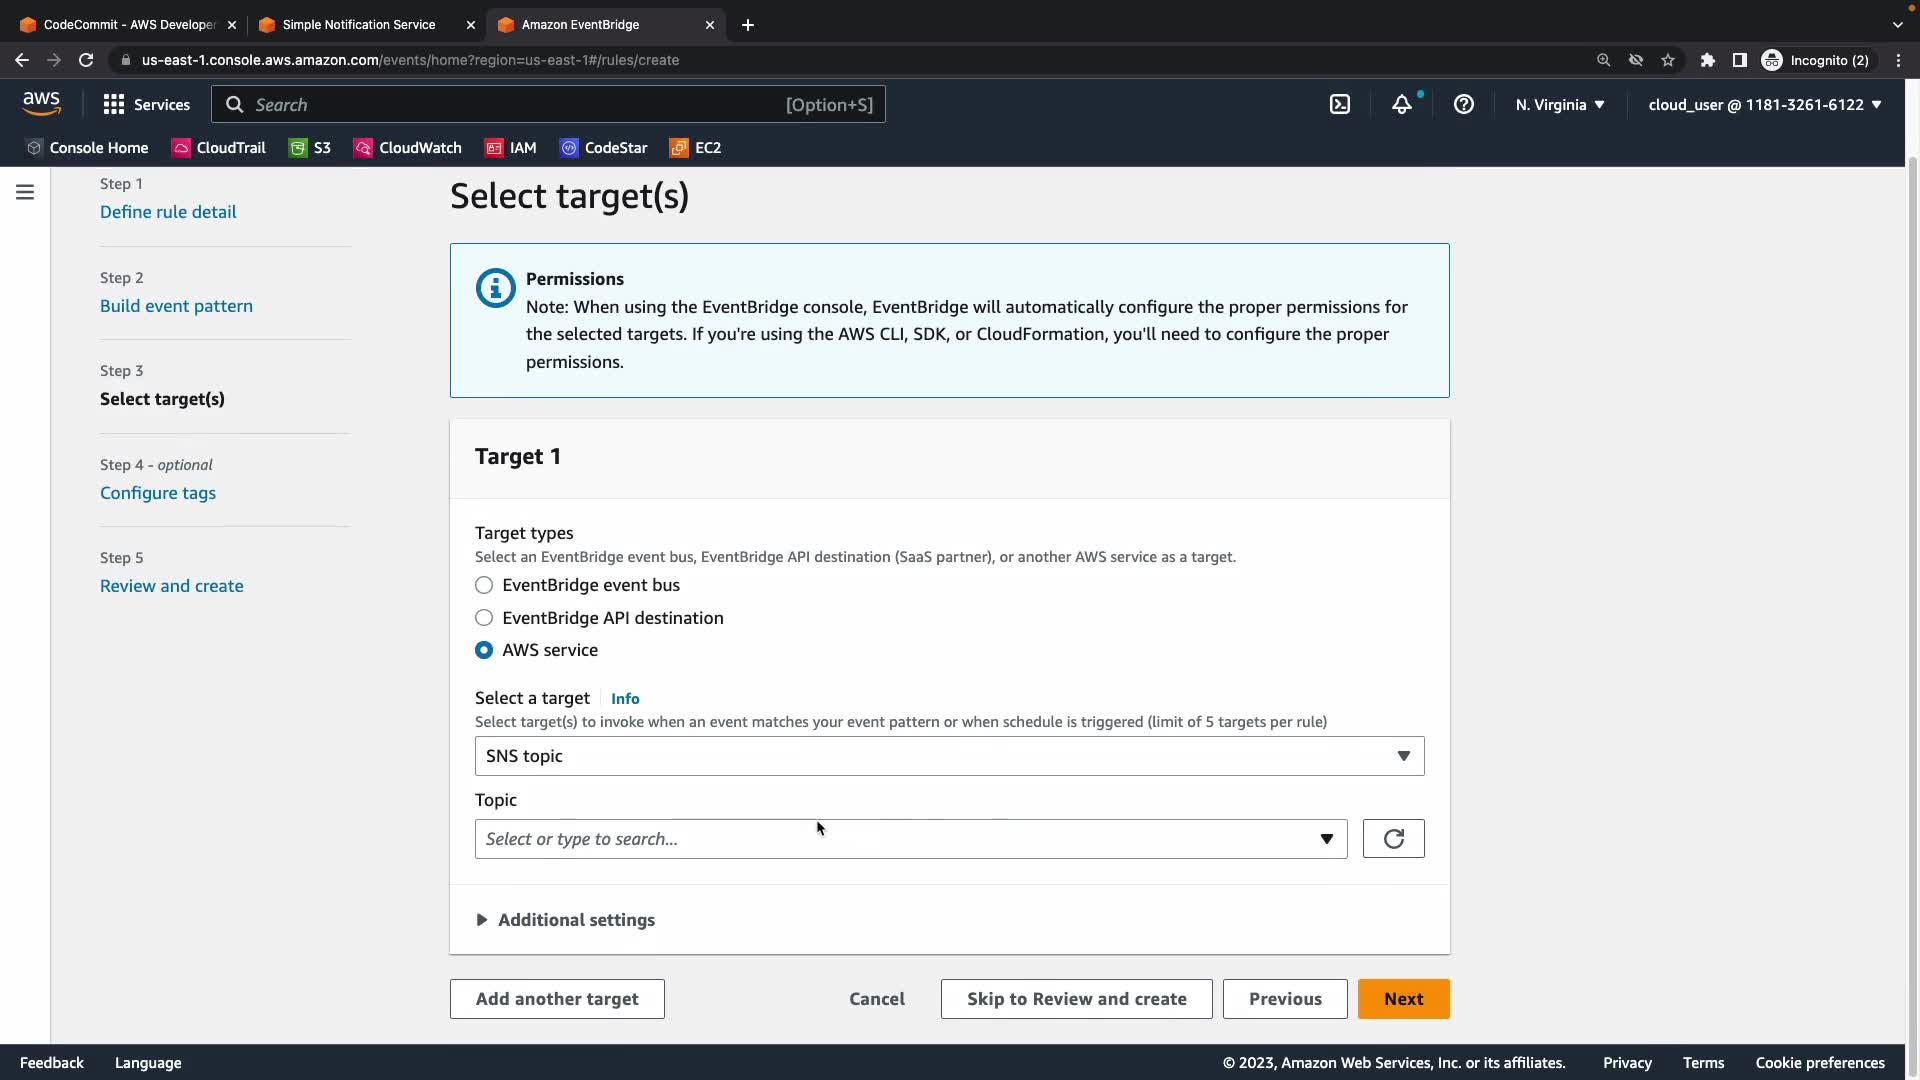 CodeCommit - AWS Developer
Simple Notification Service
Amazon EventBridge
us-east-1.console.aws.amazon.com/events/home?region=us-east-1#/rules/create
Incognito (2)
aws
Services
Search
[Option+S]
N. Virginia
cloud_user @ 1181-3261-6122
Console Home
CloudTrail
S3
CloudWatch
IAM
CodeStar
EC2
Step 1
Define rule detail
Step 2
Build event pattern
Step 3
Select target(s)
Step 4 - optional
Configure tags
Step 5
Review and create
Select target(s)
Permissions
Note: When using the EventBridge console, EventBridge will automatically configure the proper permissions for
the selected targets. If you're using the AWS CLI, SDK, or CloudFormation, you'll need to configure the proper
permissions.
Target 1
Target types
Select an EventBridge event bus, EventBridge API destination (SaaS partner), or another AWS service as a target.
EventBridge event bus
EventBridge API destination
AWS service
Select a target
Info
Select target(s) to invoke when an event matches your event pattern or when schedule is triggered (limit of 5 targets per rule)
SNS topic
Topic
Select or type to search...
Additional settings
Add another target
Cancel
Skip to Review and create
Previous
Next
Feedback
Language
© 2023, Amazon Web Services, Inc. or its affiliates.
Privacy
Terms
Cookie preferences